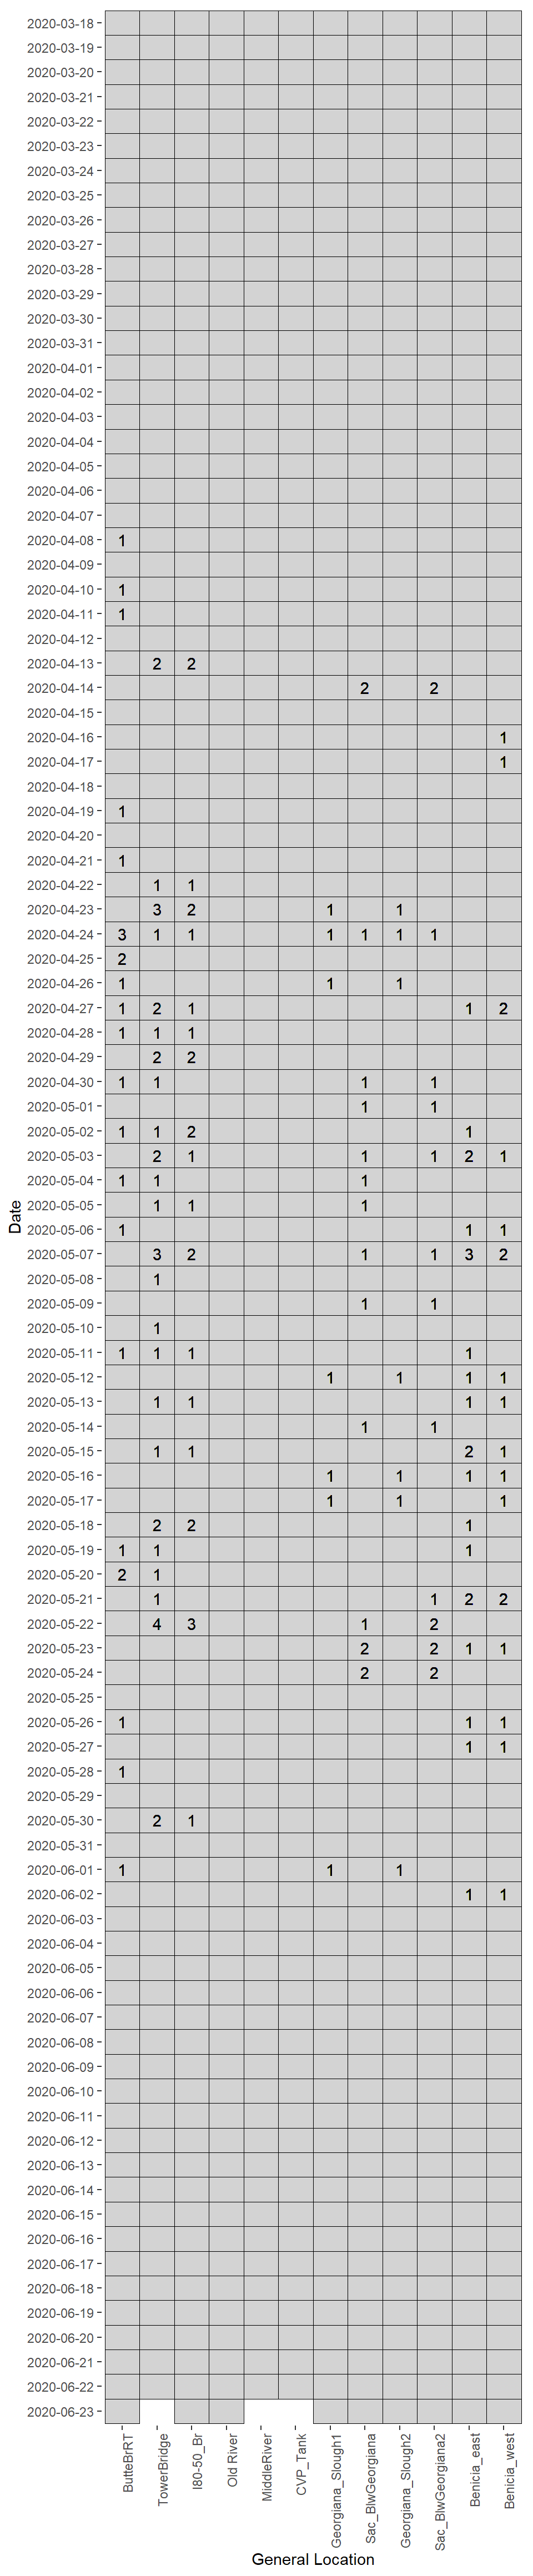 2020-03-18
2020-03-19
2020-03-20
2020-03-21
2020-03-22
2020-03-23
2020-03-24
2020-03-25
2020-03-26
2020-03-27
2020-03-28
2020-03-29
2020-03-30
2020-03-31
2020-04-01
2020-04-02
2020-04-03
2020-04-04
2020-04-05
2020-04-06
2020-04-07
2020-04-08 1
2020-04-09
2020-04-10 1
2020-04-11 1
2020-04-12
2020-04-13 2 2
2020-04-14 2 2
2020-04-15
2020-04-16 1
2020-04-17 1
2020-04-18
2020-04-19 1
2020-04-20
2020-04-21 1
2020-04-22 1 1
2020-04-23 3 2 1 1
2020-04-24 3 1 1 1 1 1 1
2020-04-25 2
2020-04-26 1 1 1
2020-04-27 1 2 1 1 2
2020-04-28 1 1 1
2020-04-29 2 2
2020-04-30 1 1 1 1
2020-05-01 1 1
2020-05-02 1 1 2 1
2020-05-03 2 1 1 1 2 1
2020-05-04 1 1 1
2020-05-05 1 1 1
2020-05-06 1 1 1
2020-05-07 3 2 1 1 3 2
2020-05-08 1
2020-05-09 1 1
2020-05-10 1
2020-05-11 1 1 1 1
2020-05-12 1 1 1 1
2020-05-13 1 1 1 1
2020-05-14 1 1
2020-05-15 1 1 2 1
2020-05-16 1 1 1 1
2020-05-17 1 1 1
2020-05-18 2 2 1
2020-05-19 1 1 1
2020-05-20 2 1
2020-05-21 1 1 2 2
2020-05-22 4 3 1 2
2020-05-23 2 2 1 1
2020-05-24 2 2
2020-05-25
2020-05-26 1 1 1
2020-05-27 1 1
2020-05-28 1
2020-05-29
2020-05-30 2 1
2020-05-31
2020-06-01 1 1 1
2020-06-02 1 1
2020-06-03
2020-06-04
2020-06-05
2020-06-06
2020-06-07
2020-06-08
2020-06-09
2020-06-10
2020-06-11
2020-06-12
2020-06-13
2020-06-14
2020-06-15
2020-06-16
2020-06-17
2020-06-18
2020-06-19
2020-06-20
2020-06-21
2020-06-22
2020-06-23
Date
ButteBrRT
TowerBridge
I80-50_Br
Old River
MiddleRiver
CVP_Tank
Georgiana_Slough1
Sac_BlwGeorgiana
Georgiana_Slough2
Sac_BlwGeorgiana2
Benicia_east
Benicia_west
General Location